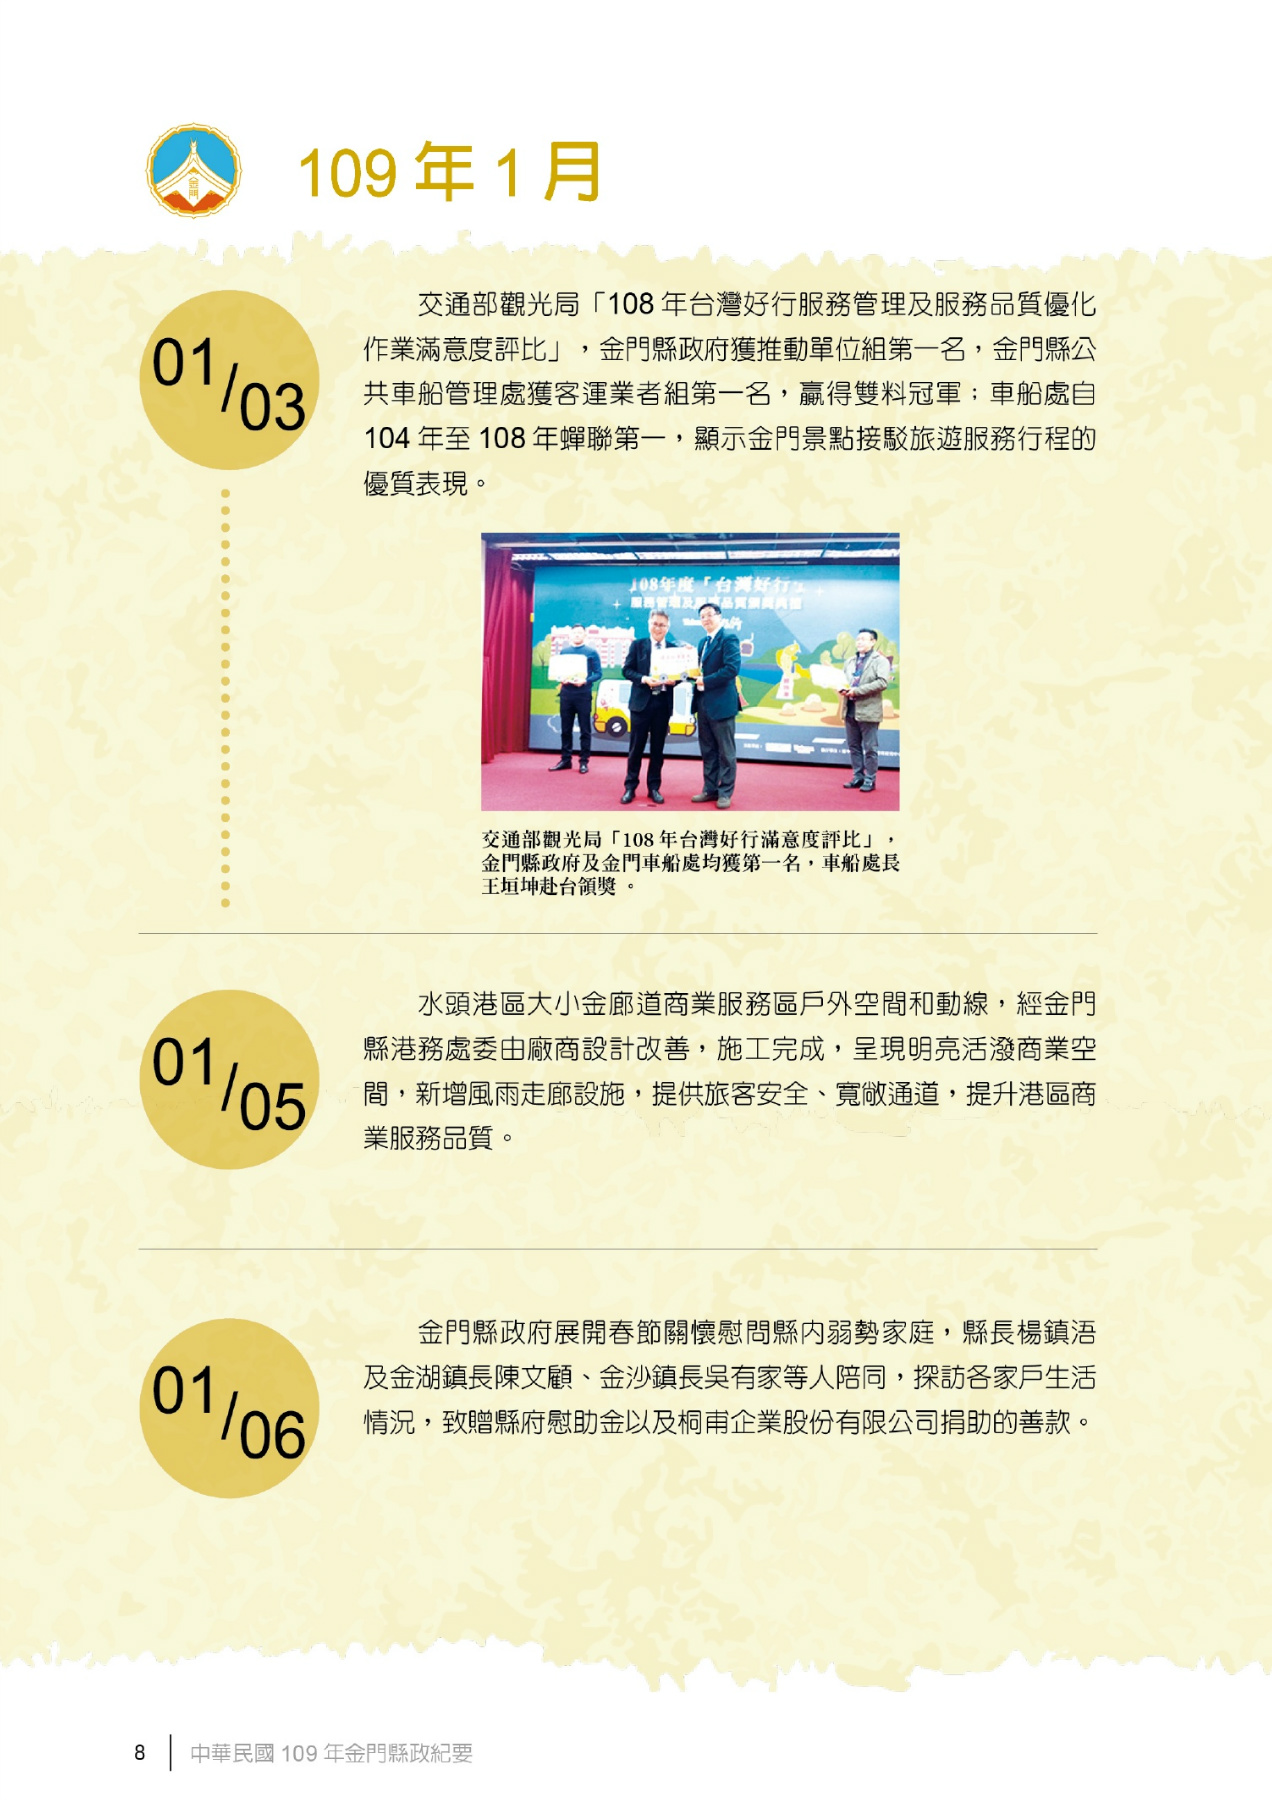 金門
109 年 1 月
01/03
交通部觀光局「108 年台灣好行服務管理及服務品質優化
作業滿意度評比」，金門縣政府獲推動單位組第一名，金門縣公
共車船管理處獲客運業者組第一名，贏得雙料冠軍；車船處自
104 年至 108 年蟬聯第一，顯示金門景點接駁旅遊服務行程的
優質表現。
108年度「台灣好行」
服務管理及服務品質頒獎典禮
交通部觀光局「108 年台灣好行滿意度評比」，
金門縣政府及金門車船處均獲第一名，車船處長
王垣坤赴台領獎 。
01/05
水頭港區大小金廊道商業服務區戶外空間和動線，經金門
縣港務處委由廠商設計改善，施工完成，呈現明亮活潑商業空
間，新增風雨走廊設施，提供旅客安全、寬敞通道，提升港區商
業服務品質。
01/06
金門縣政府展開春節關懷慰問縣內弱勢家庭，縣長楊鎮浯
及金湖鎮長陳文顧、金沙鎮長吳有家等人陪同，探訪各家戶生活
情況，致贈縣府慰助金以及桐甫企業股份有限公司捐助的善款。
8
中華民國 109 年金門縣政紀要